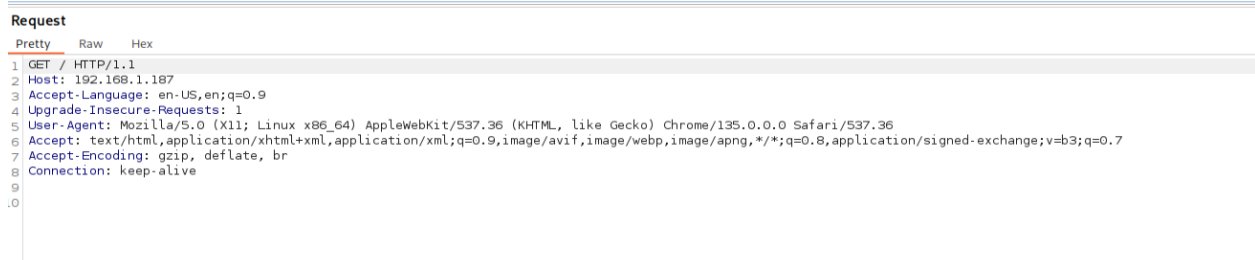 Request
Pretty Raw Hex
1 GET / HTTP/1.1
2 Host: 192.168.1.187
3 Accept-Language: en-US,en;q=0.9
4 Upgrade-Insecure-Requests: 1
5 User-Agent: Mozilla/5.0 (X11; Linux x86_64) AppleWebKit/537.36 (KHTML, like Gecko) Chrome/135.0.0.0 Safari/537.36
6 Accept: text/html,application/xhtml+xml,application/xml;q=0.9,image/avif,image/webp,image/apng,*/*;q=0.8,application/signed-exchange;v=b3;q=0.7
7 Accept-Encoding: gzip, deflate, br
8 Connection: keep-alive
9
.0